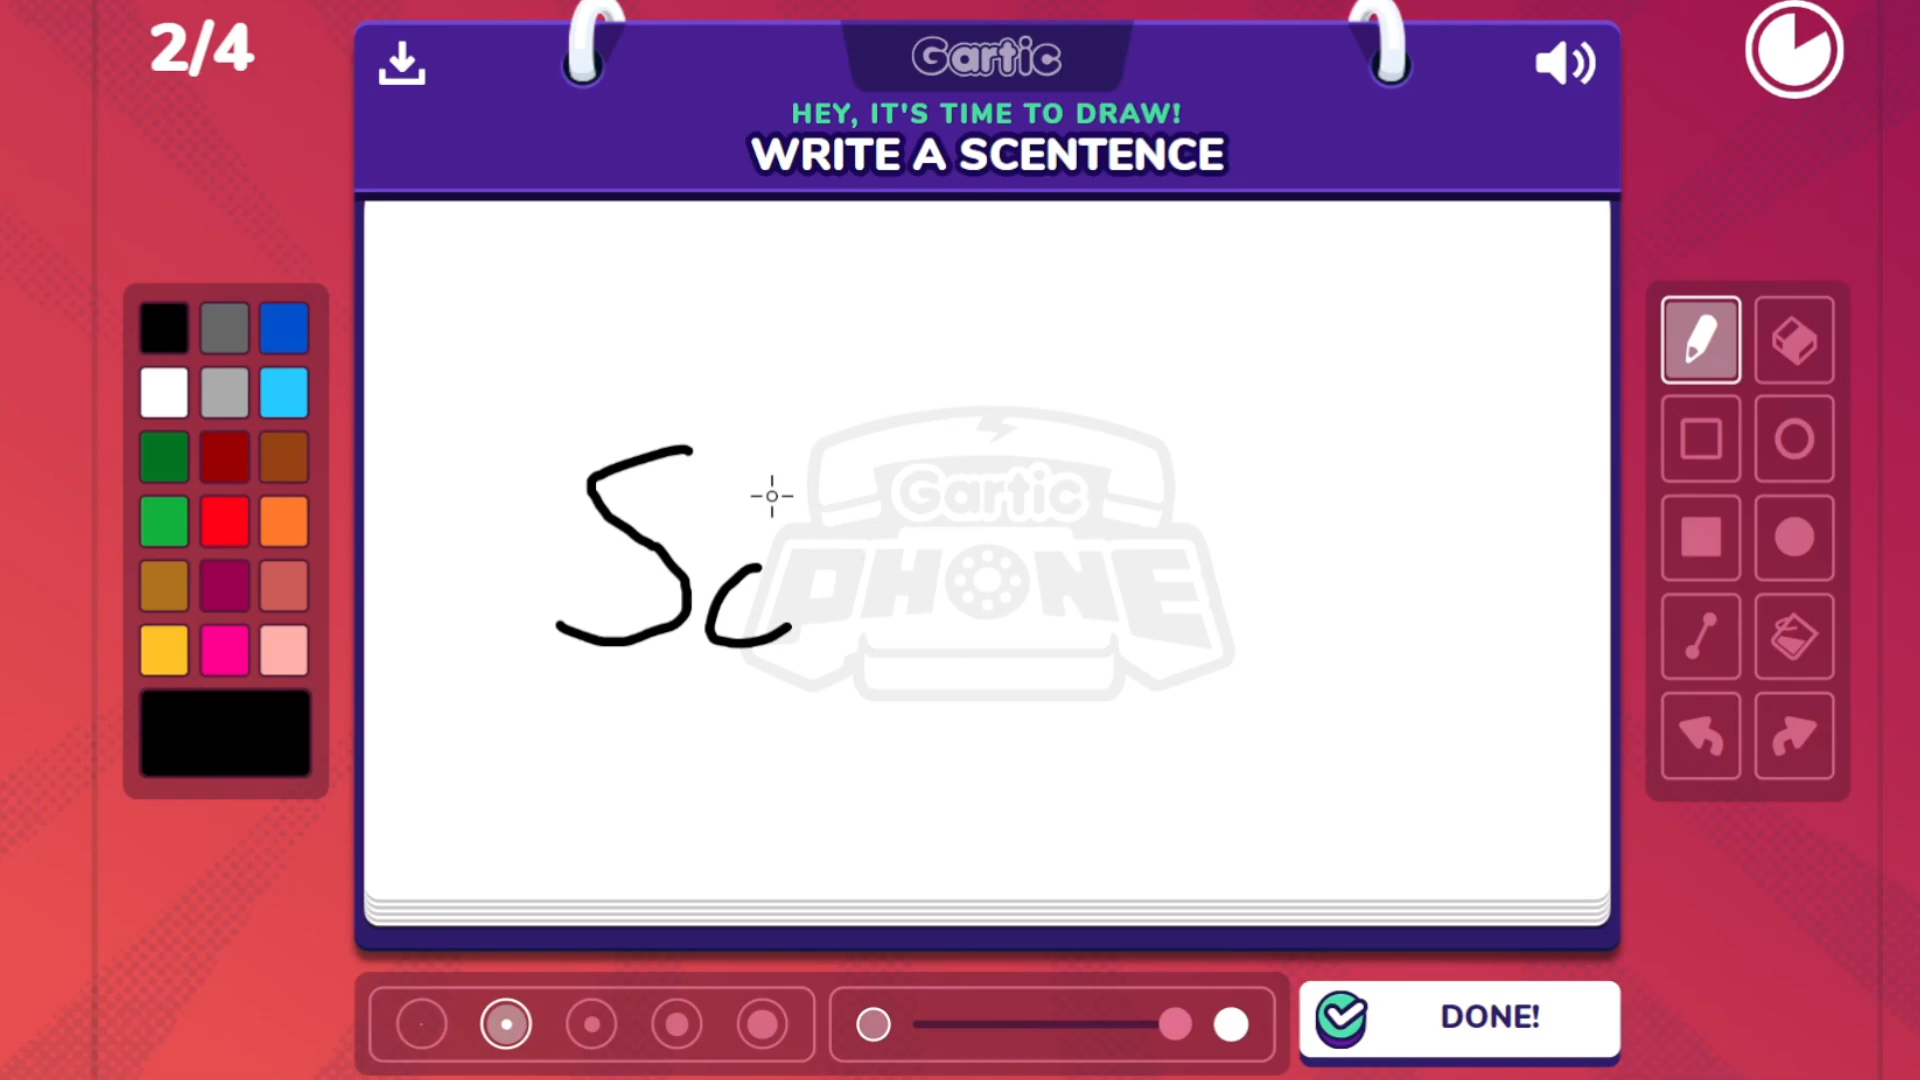 2/4
Gartic
HEY, IT'S TIME TO DRAW!
WRITE A SCENTENCE
Sc
Gartic
PHONE
DONE!